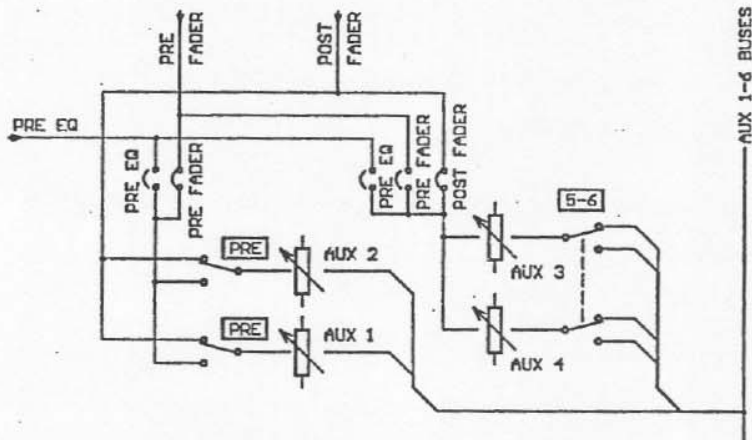 PRE
FADER
POST
FADER
AUX 1-6 BUSES
PRE EQ
PRE EQ
PRE FADER
PRE EQ
PRE FADER
POST FADER
5-6
PRE
AUX 2
AUX 3
PRE
AUX 1
AUX 4